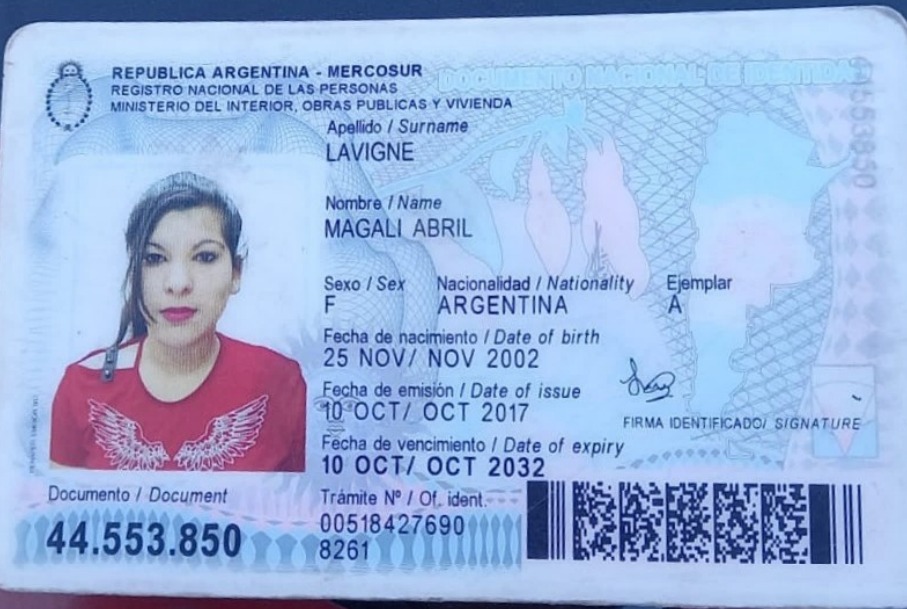 REPUBLICA ARGENTINA - MERCOSUR
REGISTRO NACIONAL DE LAS PERSONAS
MINISTERIO DEL INTERIOR, OBRAS PUBLICAS Y VIVIENDA
DOCUMENTO NACIONAL DE IDENTIDAD
Apellido / Surname
LAVIGNE
Nombre / Name
MAGALI ABRIL
Sexo / Sex Nacionalidad / Nationality Ejemplar
F ARGENTINA A
Fecha de nacimiento / Date of birth
25 NOV/ NOV 2002
Fecha de emisión / Date of issue
10 OCT/ OCT 2017
FIRMA IDENTIFICADO/ SIGNATURE
Fecha de vencimiento / Date of expiry
10 OCT/ OCT 2032
Documento / Document
44.553.850
Trámite Nº / Of. ident.
00518427690
8261